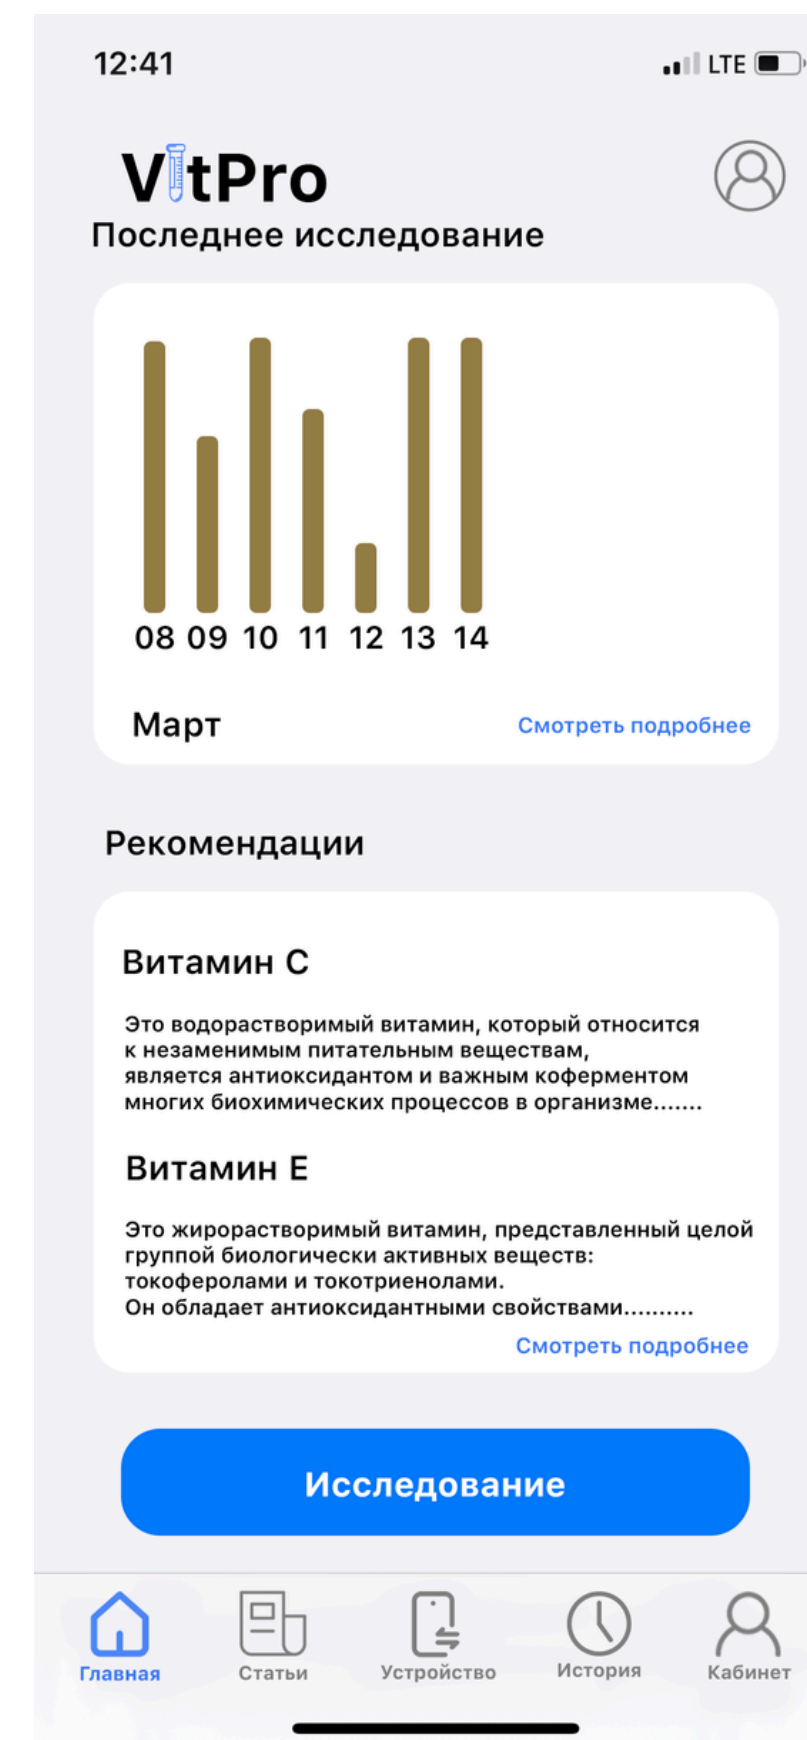 12:41
LTE
VitPro
Последнее исследование
08 09 10 11 12 13 14
Март
Смотреть подробнее
Рекомендации
Витамин С
Это водорастворимый витамин, который относится
к незаменимым питательным веществам,
является антиоксидантом и важным коферментом
многих биохимических процессов в организме.......
Витамин Е
Это жирорастворимый витамин, представленный целой
группой биологически активных веществ:
токоферолами и токотриенолами.
Он обладает антиоксидантными свойствами..........
Смотреть подробнее
Исследование
Главная
Статьи
Устройство
История
Кабинет